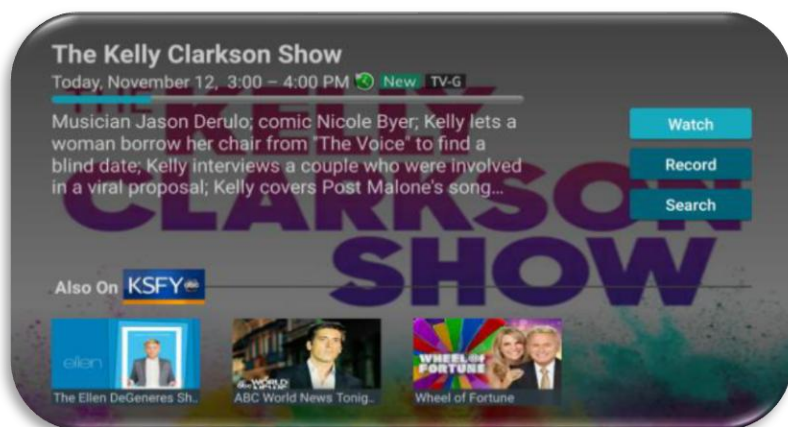 The Kelly Clarkson Show
Today, November 12, 3:00 – 4:00 PM New TV-G
Musician Jason Derulo; comic Nicole Byer; Kelly lets a
woman borrow her chair from "The Voice" to find a
blind date; Kelly interviews a couple who were involved
in a viral proposal; Kelly covers Post Malone's song...
Watch
Record
Search
THE
KELLY
CLARKSON
SHOW
Also On KSFY abc
ellen
WORLD
WHEEL OF
FORTUNE
The Ellen DeGeneres Sh..
ABC World News Tonig..
Wheel of Fortune